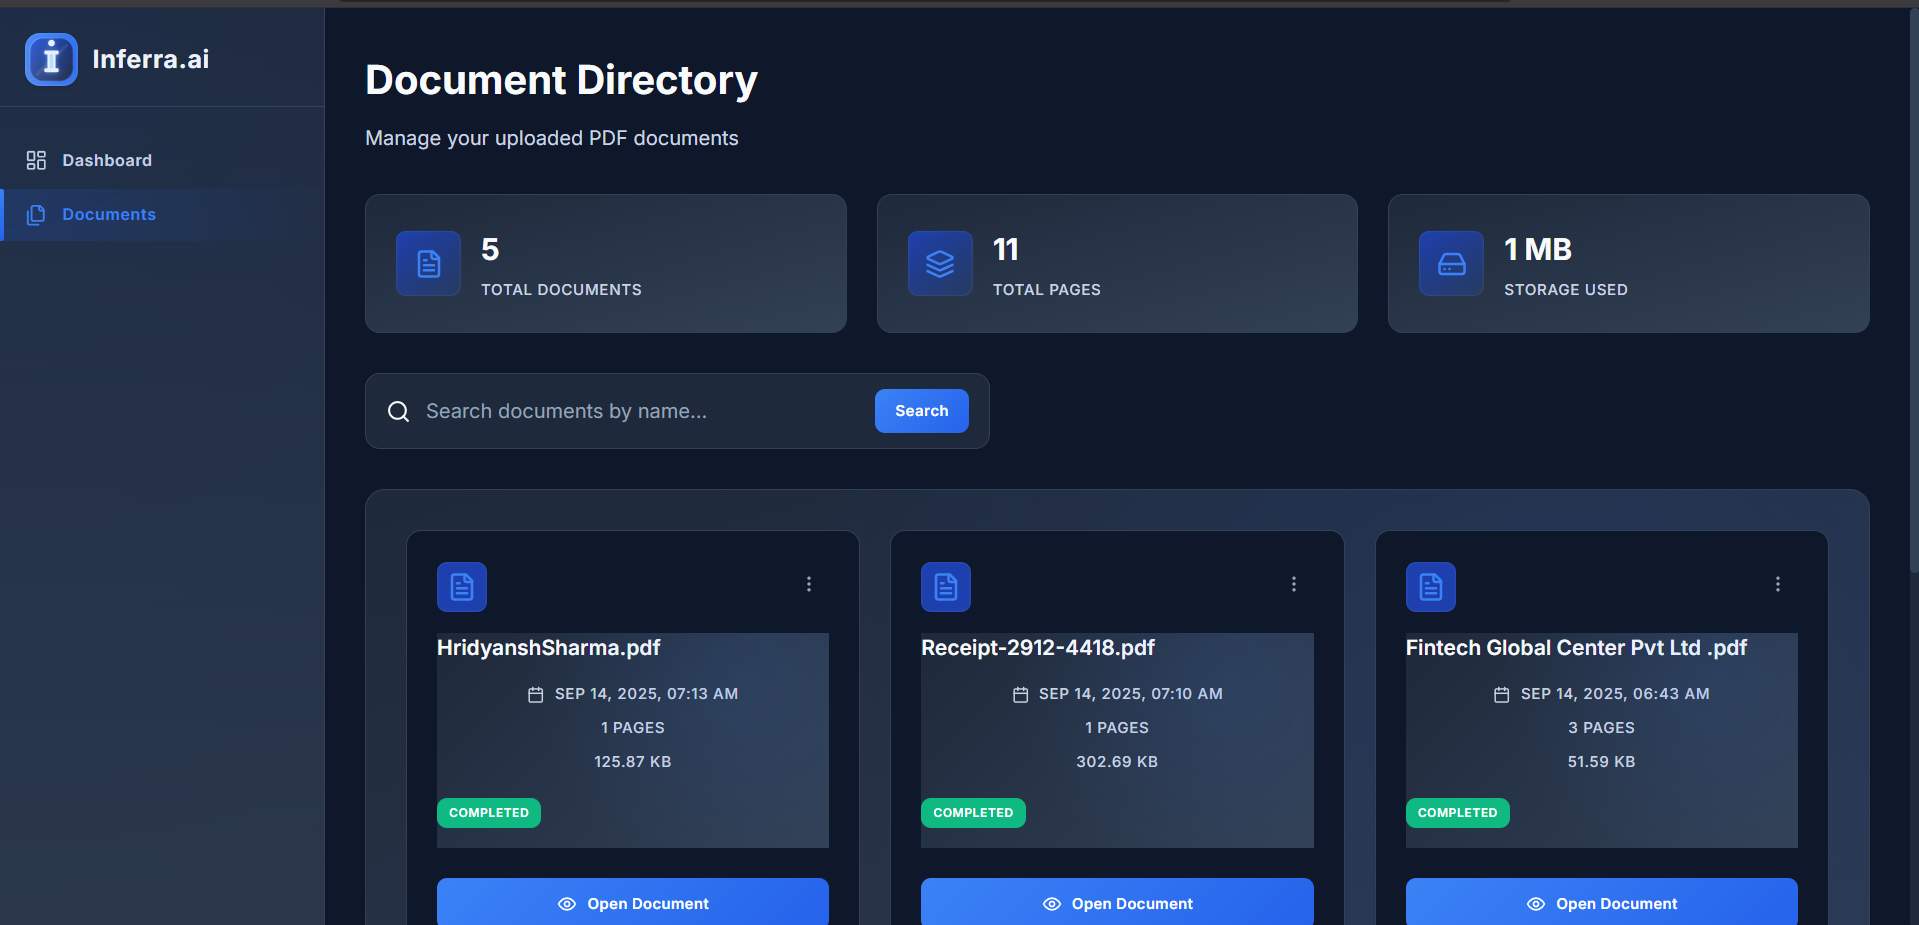 Inferra.ai
Dashboard
Documents
Document Directory
Manage your uploaded PDF documents
5
TOTAL DOCUMENTS
11
TOTAL PAGES
1 MB
STORAGE USED
Search documents by name...
Search
HridyanshSharma.pdf
SEP 14, 2025, 07:13 AM
1 PAGES
125.87 KB
COMPLETED
Open Document
Receipt-2912-4418.pdf
SEP 14, 2025, 07:10 AM
1 PAGES
302.69 KB
COMPLETED
Open Document
Fintech Global Center Pvt Ltd .pdf
SEP 14, 2025, 06:43 AM
3 PAGES
51.59 KB
COMPLETED
Open Document